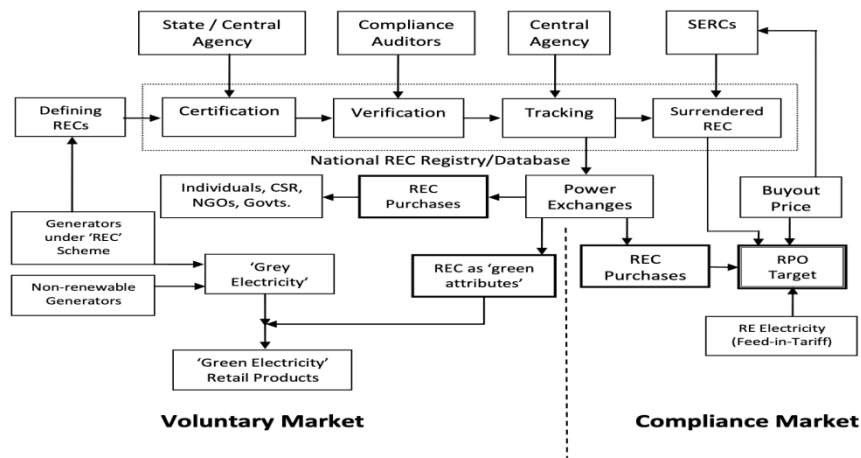 State / Central
Agency
Compliance
Auditors
Central
Agency
SERCs
Defining
RECs
Certification
Verification
Tracking
Surrendered
REC
National REC Registry/Database
Individuals, CSR,
NGOs, Govts.
REC
Purchases
Power
Exchanges
Buyout
Price
Generators
under ‘REC’
Scheme
‘Grey
Electricity’
REC as ‘green
attributes’
REC
Purchases
RPO
Target
Non-renewable
Generators
RE Electricity
(Feed-in-Tariff)
‘Green Electricity’
Retail Products
Voluntary Market
Compliance Market